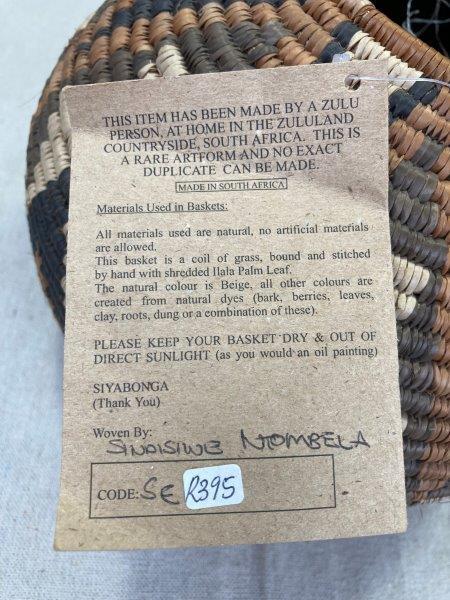 THIS ITEM HAS BEEN MADE BY A ZULU
PERSON, AT HOME IN THE ZULULAND
COUNTRYSIDE, SOUTH AFRICA. THIS IS
A RARE ARTFORM AND NO EXACT
DUPLICATE CAN BE MADE.
MADE IN SOUTH AFRICA
Materials Used in Baskets:
All materials used are natural, no artificial materials
are allowed.
This basket is a coil of grass, bound and stitched
by hand with shredded Ilala Palm Leaf.
The natural colour is Beige, all other colours are
created from natural dyes (bark, berries, leaves,
clay, roots, dung or a combination of these).
PLEASE KEEP YOUR BASKET DRY & OUT OF
DIRECT SUNLIGHT (as you would an oil painting)
SIYABONGA
(Thank You)
Woven By:
SINDISIWE NTOMBELA
CODE: SE R395